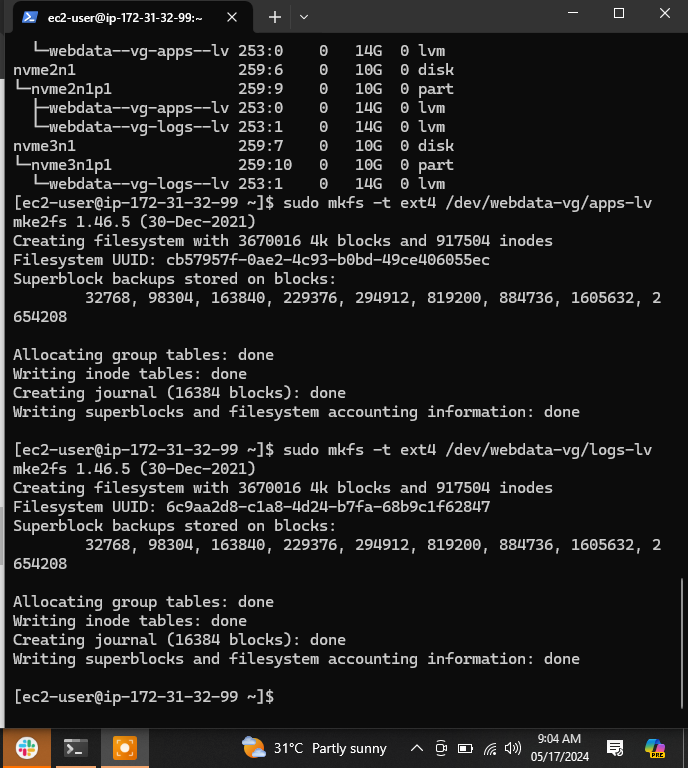 ec2-user@ip-172-31-32-99:~
└─webdata--vg-apps--lv 253:0 0 14G 0 lvm
nvme2n1 259:6 0 10G 0 disk
└─nvme2n1p1 259:9 0 10G 0 part
├─webdata--vg-apps--lv 253:0 0 14G 0 lvm
└─webdata--vg-logs--lv 253:1 0 14G 0 lvm
nvme3n1 259:7 0 10G 0 disk
└─nvme3n1p1 259:10 0 10G 0 part
└─webdata--vg-logs--lv 253:1 0 14G 0 lvm
[ec2-user@ip-172-31-32-99 ~]$ sudo mkfs -t ext4 /dev/webdata-vg/apps-lv
mke2fs 1.46.5 (30-Dec-2021)
Creating filesystem with 3670016 4k blocks and 917504 inodes
Filesystem UUID: cb57957f-0ae2-4c93-b0bd-49ce406055ec
Superblock backups stored on blocks:
32768, 98304, 163840, 229376, 294912, 819200, 884736, 1605632, 2
654208
Allocating group tables: done
Writing inode tables: done
Creating journal (16384 blocks): done
Writing superblocks and filesystem accounting information: done
[ec2-user@ip-172-31-32-99 ~]$ sudo mkfs -t ext4 /dev/webdata-vg/logs-lv
mke2fs 1.46.5 (30-Dec-2021)
Creating filesystem with 3670016 4k blocks and 917504 inodes
Filesystem UUID: 6c9aa2d8-c1a8-4d24-b7fa-68b9c1f62847
Superblock backups stored on blocks:
32768, 98304, 163840, 229376, 294912, 819200, 884736, 1605632, 2
654208
Allocating group tables: done
Writing inode tables: done
Creating journal (16384 blocks): done
Writing superblocks and filesystem accounting information: done
[ec2-user@ip-172-31-32-99 ~]$
31°C Partly sunny
9:04 AM
05/17/2024
PRE